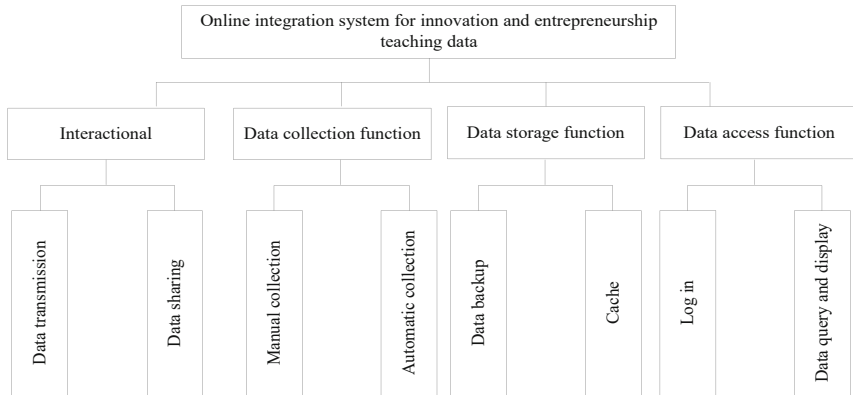 Online integration system for innovation and entrepreneurship
teaching data
Interactional
Data collection function
Data storage function
Data access function
Data transmission
Data sharing
Manual collection
Automatic collection
Data backup
Cache
Log in
Data query and display